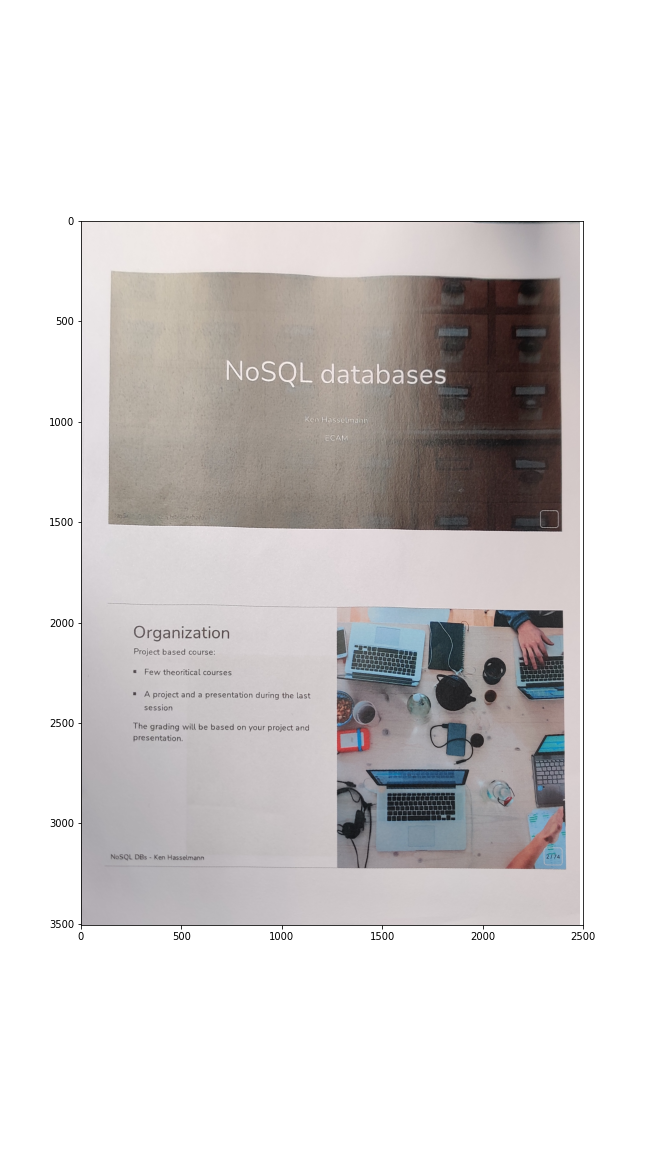 0
500
1000
1500
2000
2500
3000
3500
0
500
1000
1500
2000
2500
NoSQL databases
Ken Hasselmann
ECAM
Organization
Project based course:
▪ Few theoritical courses
▪ A project and a presentation during the last
session
The grading will be based on your project and
presentation.
NoSQL DBs - Ken Hasselmann
2174